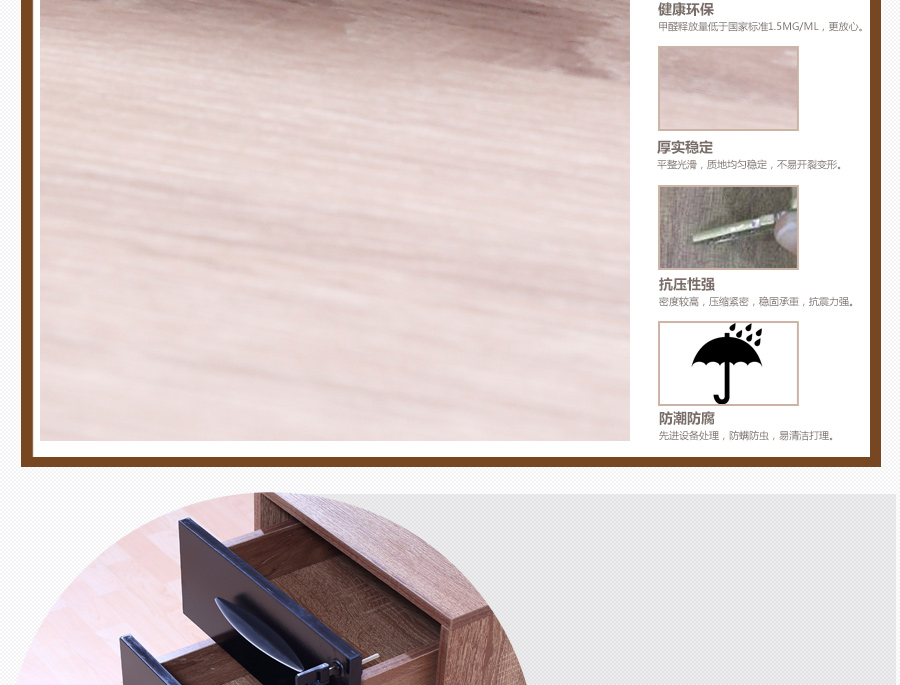 健康环保
甲醛释放量低于国家标准1.5MG/ML，更放心。
厚实稳定
平整光滑，质地均匀稳定，不易开裂变形。
抗压性强
密度较高，压缩紧密，稳固承重，抗震力强。
防潮防腐
先进设备处理，防螨防虫，易清洁打理。